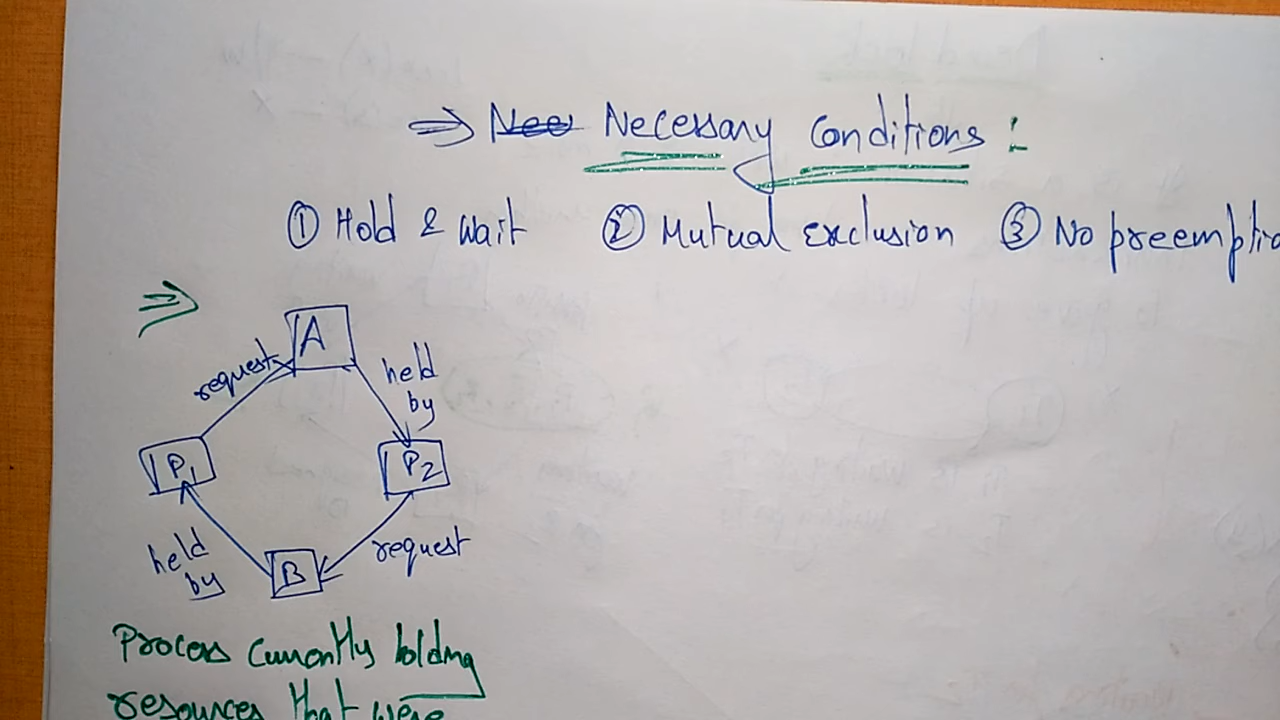 ⇒ Necessary Conditions :
① Hold & Wait ② Mutual exclusion ③ No preemptio
⇒
A
request
held
by
P1
P2
held
by
request
B
Process Currently holding
resources that were